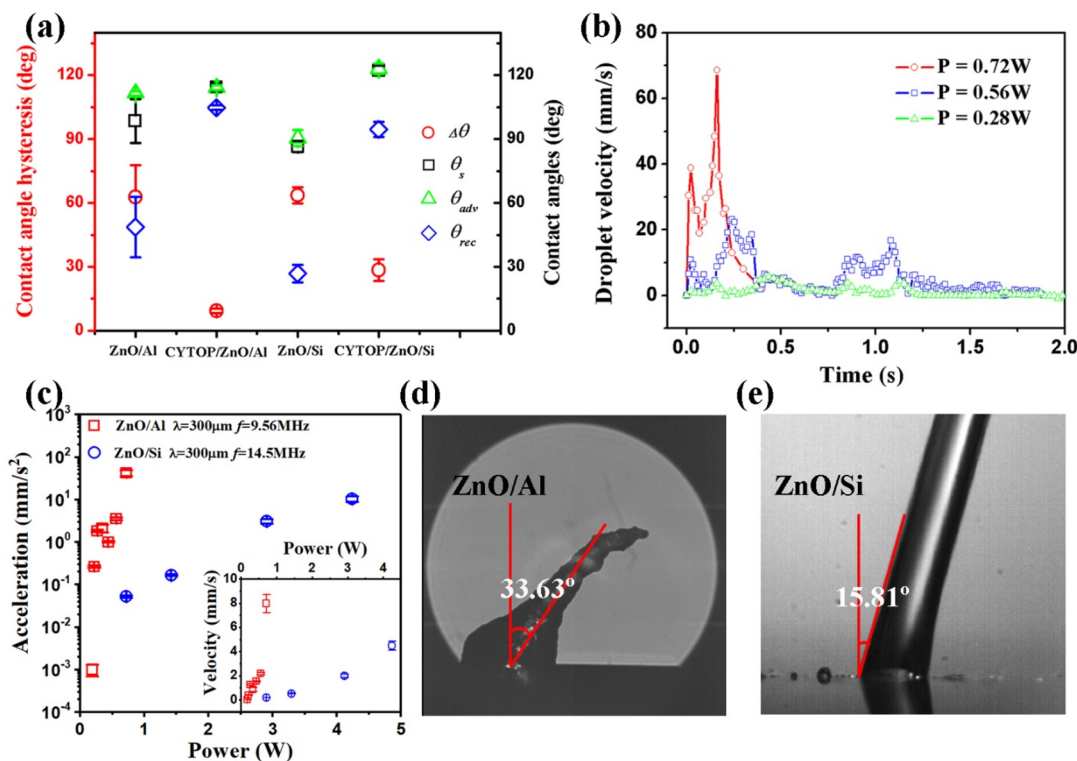 (a)
Contact angle hysteresis (deg)
120
90
60
30
0
120
90
60
30
0
Contact angles (deg)
Δθ
θs
θadv
θrec
ZnO/Al CYTOP/ZnO/Al ZnO/Si CYTOP/ZnO/Si
(b)
Droplet velocity (mm/s)
80
60
40
20
0
P = 0.72W
P = 0.56W
P = 0.28W
0.0 0.5 1.0 1.5 2.0
Time (s)
(c)
Acceleration (mm/s²)
10³
10²
10¹
10⁰
10⁻¹
10⁻²
10⁻³
10⁻⁴
ZnO/Al λ=300μm f=9.56MHz
ZnO/Si λ=300μm f=14.5MHz
Power (W)
0 1 2 3 4
Velocity (mm/s)
10
8
6
4
2
0
0 1 2 3 4 5
Power (W)
(d)
ZnO/Al
33.63°
(e)
ZnO/Si
15.81°